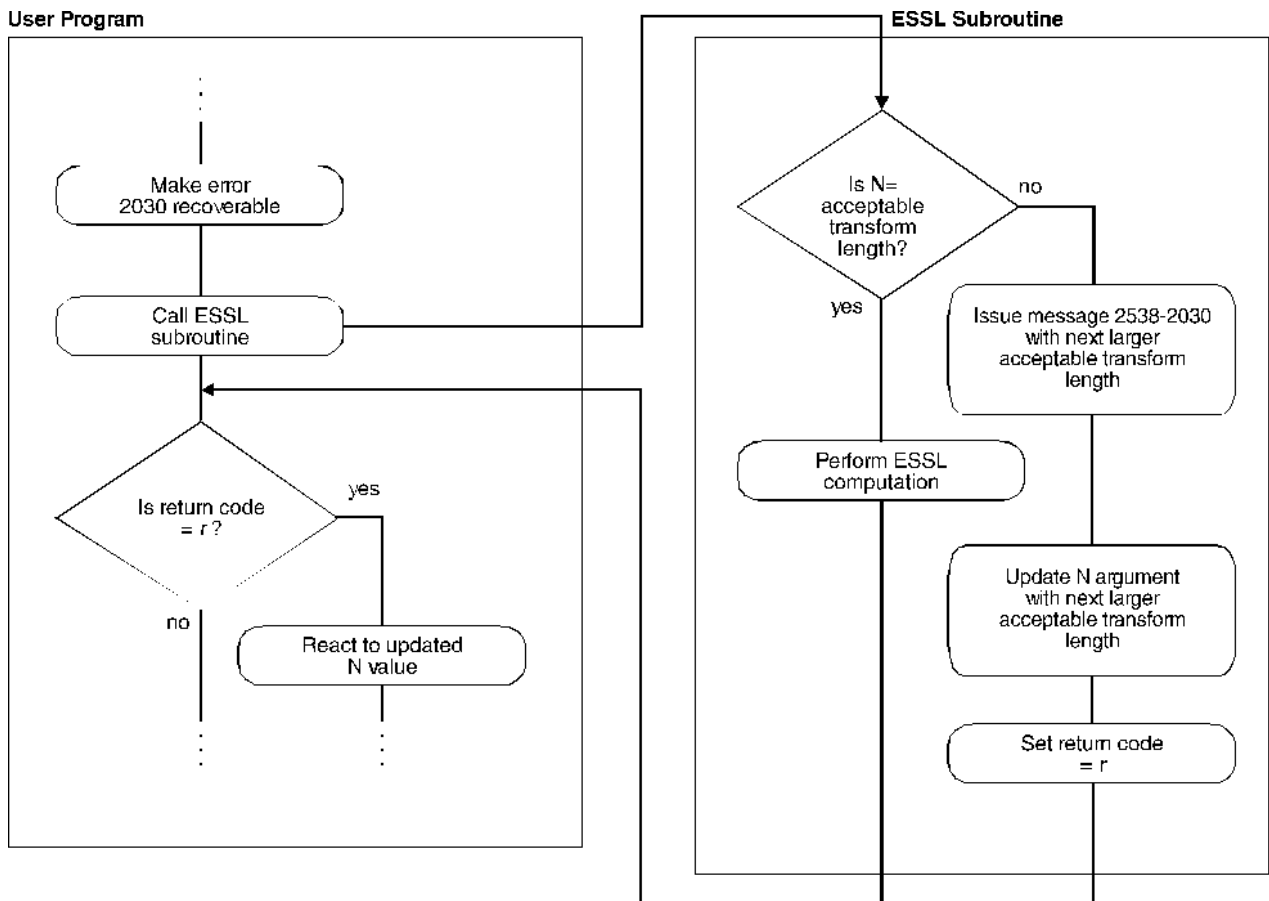 User Program
Make error
2030 recoverable
Call ESSL
subroutine
Is return code
= r ?
yes
no
React to updated
N value
ESSL Subroutine
Is N=
acceptable
transform
length?
no
yes
Issue message 2538-2030
with next larger
acceptable transform
length
Perform ESSL
computation
Update N argument
with next larger
acceptable transform
length
Set return code
= r